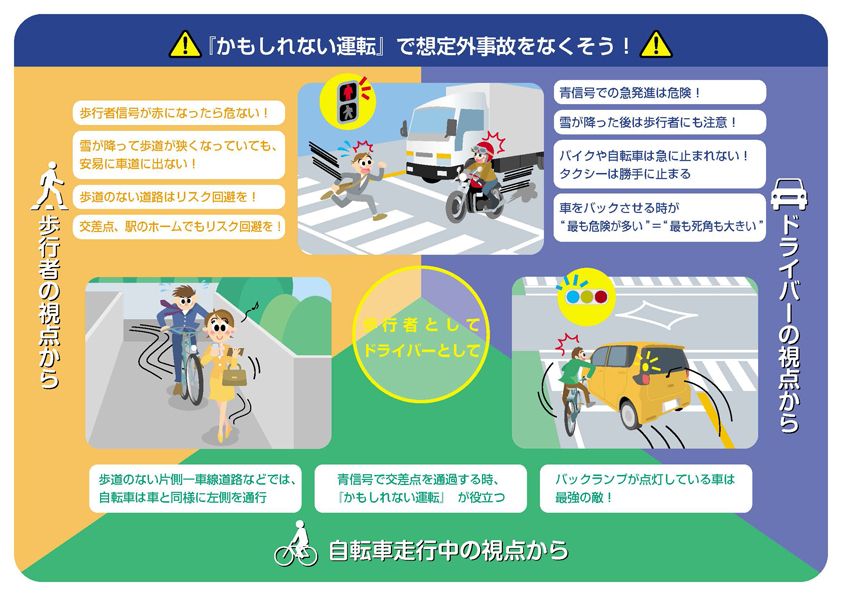 『かもしれない運転』で想定外事故をなくそう！
歩行者信号が赤になったら危ない！
雪が降って歩道が狭くなっていても、
安易に車道に出ない！
歩道のない道路はリスク回避を！
交差点、駅のホームでもリスク回避を！
歩行者の視点から
青信号での急発進は危険！
雪が降った後は歩行者にも注意！
バイクや自転車は急に止まれない！
タクシーは勝手に止まる
車をバックさせる時が
“最も危険が多い”＝“最も死角も大きい”
ドライバーの視点から
歩行者として
ドライバーとして
歩道のない片側一車線道路などでは、
自転車は車と同様に左側を通行
青信号で交差点を通過する時、
『かもしれない運転』 が役立つ
バックランプが点灯している車は
最強の敵！
自転車走行中の視点から